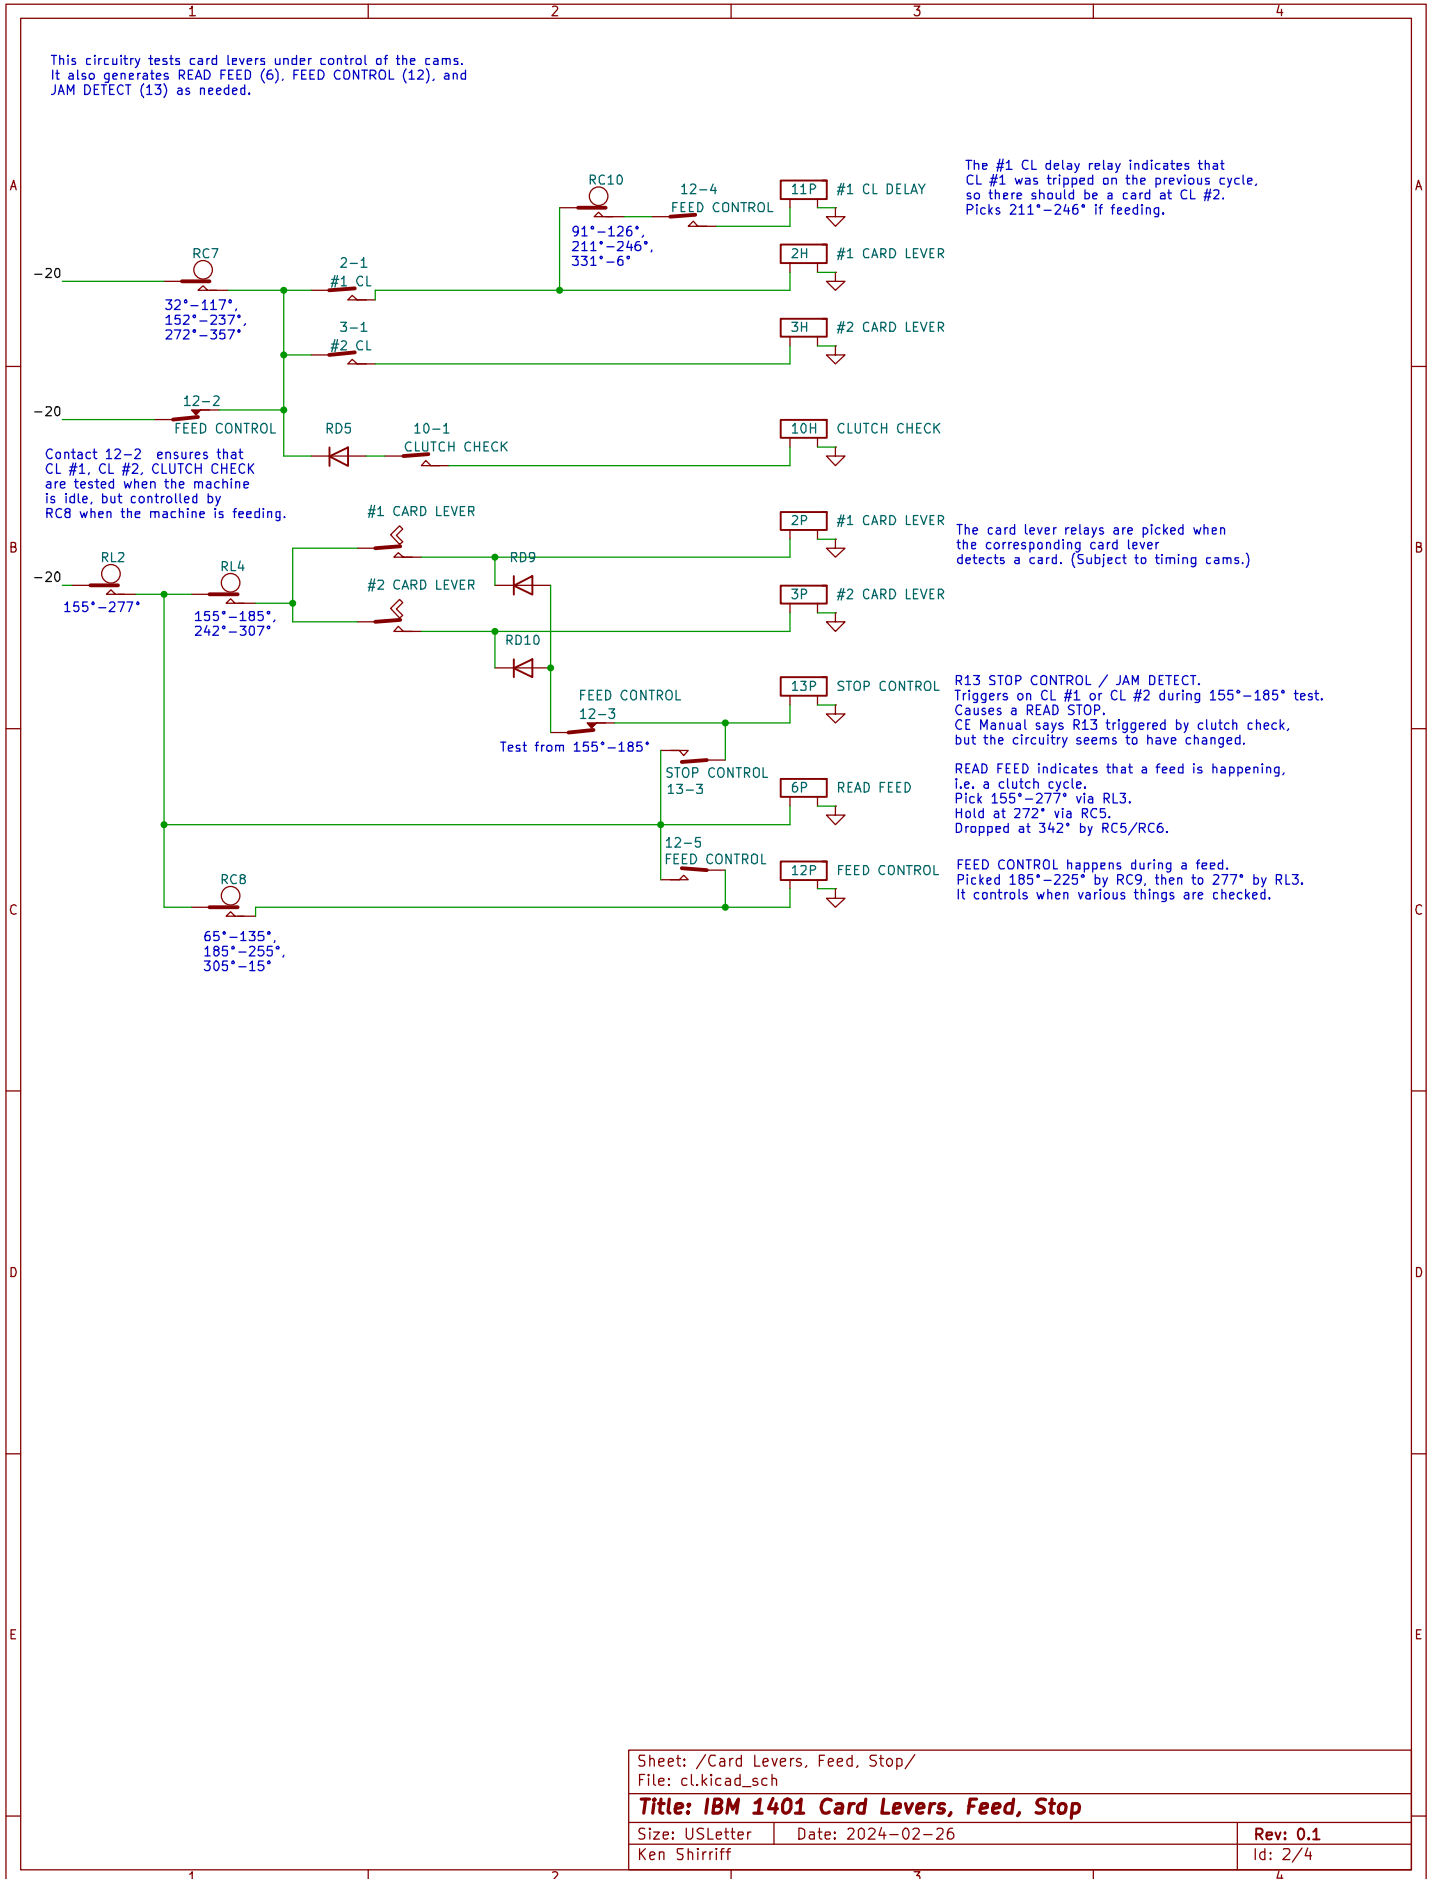 1 2 3 4
This circuitry tests card levers under control of the cams.
It also generates READ FEED (6), FEED CONTROL (12), and
JAM DETECT (13) as needed.
A
A
RC10
91°-126°,
211°-246°,
331°-6°
12-4
FEED CONTROL
11P #1 CL DELAY
The #1 CL delay relay indicates that
CL #1 was tripped on the previous cycle,
so there should be a card at CL #2.
Picks 211°-246° if feeding.
-20
RC7
32°-117°,
152°-237°,
272°-357°
2-1
#1 CL
2H #1 CARD LEVER
3-1
#2 CL
3H #2 CARD LEVER
-20
12-2
FEED CONTROL
RD5
10-1
CLUTCH CHECK
10H CLUTCH CHECK
Contact 12-2 ensures that
CL #1, CL #2, CLUTCH CHECK
are tested when the machine
is idle, but controlled by
RC8 when the machine is feeding.
B
B
#1 CARD LEVER
2P #1 CARD LEVER
The card lever relays are picked when
the corresponding card lever
detects a card. (Subject to timing cams.)
RD9
-20
RL2
155°-277°
RL4
155°-185°,
242°-307°
#2 CARD LEVER
3P #2 CARD LEVER
RD10
FEED CONTROL
12-3
Test from 155°-185°
13P STOP CONTROL
R13 STOP CONTROL / JAM DETECT.
Triggers on CL #1 or CL #2 during 155°-185° test.
Causes a READ STOP.
CE Manual says R13 triggered by clutch check,
but the circuitry seems to have changed.
STOP CONTROL
13-3
6P READ FEED
READ FEED indicates that a feed is happening,
i.e. a clutch cycle.
Pick 155°-277° via RL3.
Hold at 272° via RC5.
Dropped at 342° by RC5/RC6.
12-5
FEED CONTROL
12P FEED CONTROL
FEED CONTROL happens during a feed.
Picked 185°-225° by RC9, then to 277° by RL3.
It controls when various things are checked.
C
C
RC8
65°-135°,
185°-255°,
305°-15°
D
D
E
E
Sheet: /Card Levers, Feed, Stop/
File: cl.kicad_sch
Title: IBM 1401 Card Levers, Feed, Stop
Size: USLetter Date: 2024-02-26 Rev: 0.1
Ken Shirriff Id: 2/4
1 2 3 4